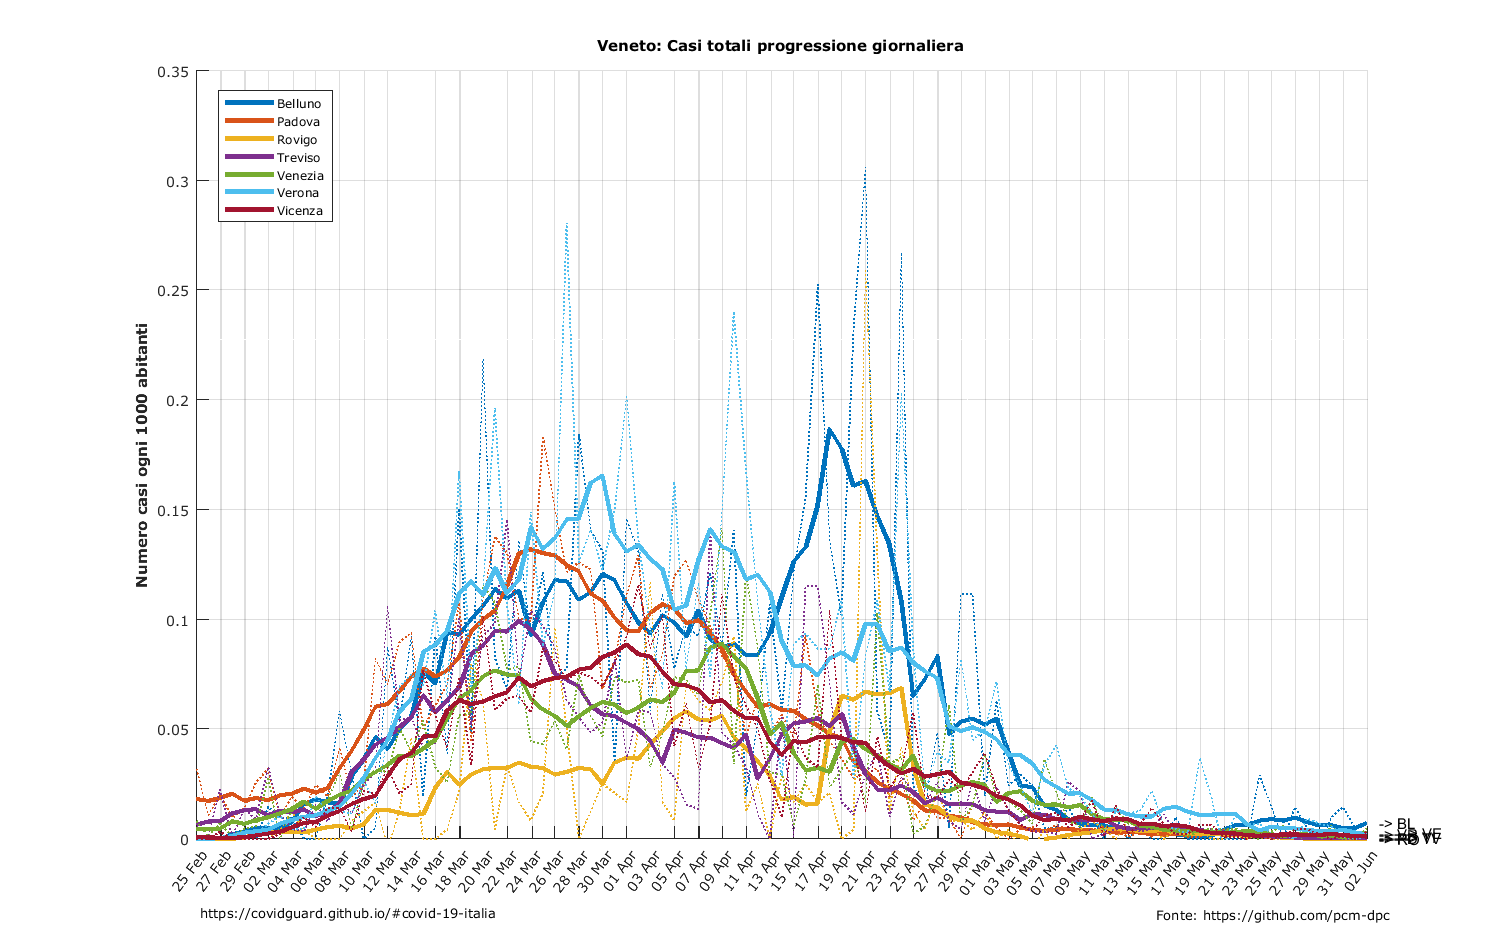 Veneto: Casi totali progressione giornaliera
Numero casi ogni 1000 abitanti
0.35
0.3
0.25
0.2
0.15
0.1
0.05
0
Belluno
Padova
Rovigo
Treviso
Venezia
Verona
Vicenza
-> BL
25 Feb
27 Feb
29 Feb
02 Mar
04 Mar
06 Mar
08 Mar
10 Mar
12 Mar
14 Mar
16 Mar
18 Mar
20 Mar
22 Mar
24 Mar
26 Mar
28 Mar
30 Mar
01 Apr
03 Apr
05 Apr
07 Apr
09 Apr
11 Apr
13 Apr
15 Apr
17 Apr
19 Apr
21 Apr
23 Apr
25 Apr
27 Apr
29 Apr
01 May
03 May
05 May
07 May
09 May
11 May
13 May
15 May
17 May
19 May
21 May
23 May
25 May
27 May
29 May
31 May
02 Jun
https://covidguard.github.io/#covid-19-italia
Fonte: https://github.com/pcm-dpc